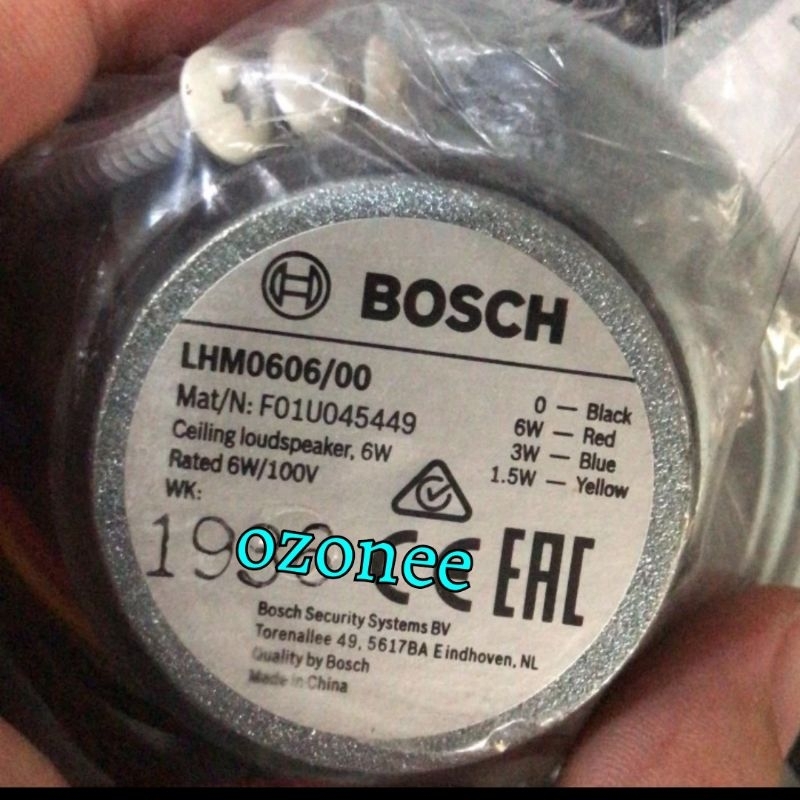 BOSCH
LHM0606/00
Mat/N: F01U045449
Ceiling loudspeaker, 6W
Rated 6W/100V
WK:
0 — Black
6W — Red
3W — Blue
1.5W — Yellow
ozonee
CE EAC
Bosch Security Systems BV
Torenallee 49, 5617BA Eindhoven, NL
Quality by Bosch
Made in China